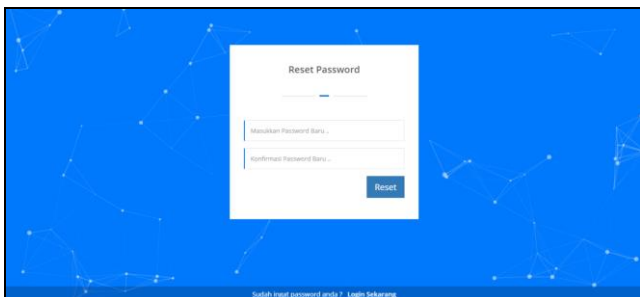 Reset Password
Masukkan Password Baru ..
Konfirmasi Password Baru ..
Reset
Sudah ingat password anda ? Login Sekarang